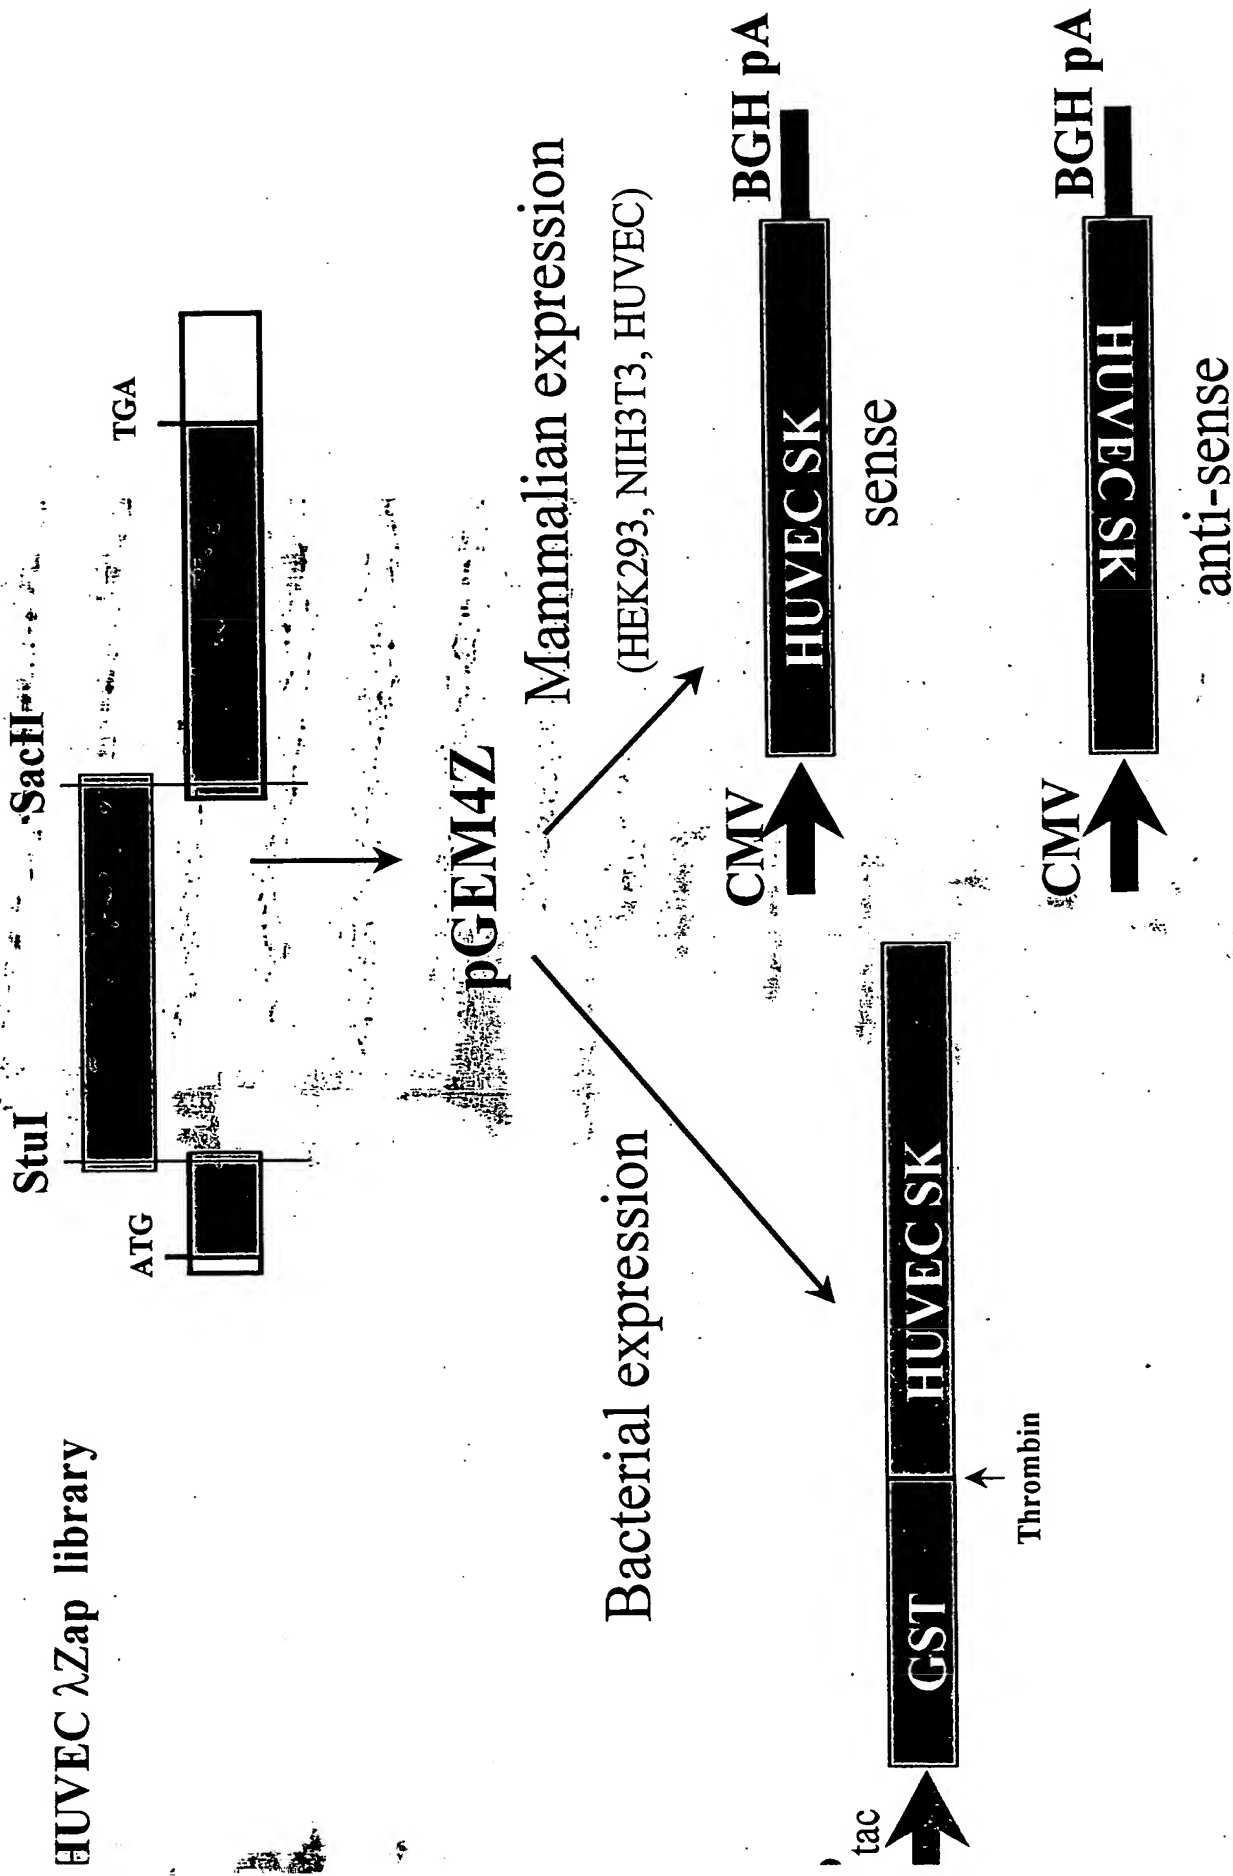 HUVEC λZap library
StuI
SacII
ATG
TGA
pGEM4Z
Bacterial expression
Mammalian expression
(HEK293, NIH3T3, HUVEC)
tac
GST
HUVEC SK
Thrombin
CMV
HUVEC SK
BGH pA
sense
CMV
HUVEC SK
BGH pA
anti-sense